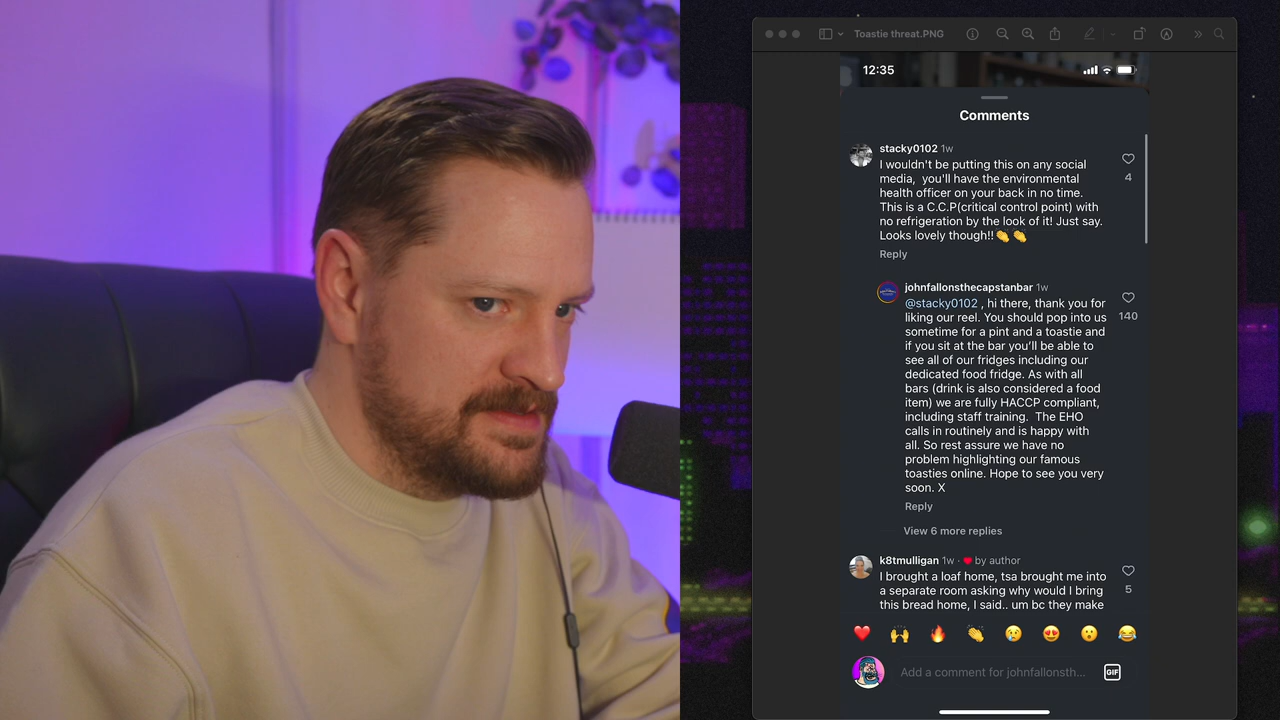 Toastie threat.PNG
12:35
Comments
stacky0102 1w
I wouldn't be putting this on any social
media, you'll have the environmental
health officer on your back in no time.
This is a C.C.P(critical control point) with
no refrigeration by the look of it! Just say.
Looks lovely though!!👏 👏
4
Reply
johnfallonsthecapstanbar 1w
@stacky0102 , hi there, thank you for
liking our reel. You should pop into us
sometime for a pint and a toastie and
if you sit at the bar you'll be able to
see all of our fridges including our
dedicated food fridge. As with all
bars (drink is also considered a food
item) we are fully HACCP compliant,
including staff training. The EHO
calls in routinely and is happy with
all. So rest assure we have no
problem highlighting our famous
toasties online. Hope to see you very
soon. X
140
Reply
View 6 more replies
k8tmulligan 1w · ❤ by author
I brought a loaf home, tsa brought me into
a separate room asking why would I bring
this bread home, I said.. um bc they make
5
Add a comment for johnfallonsth...
GIF